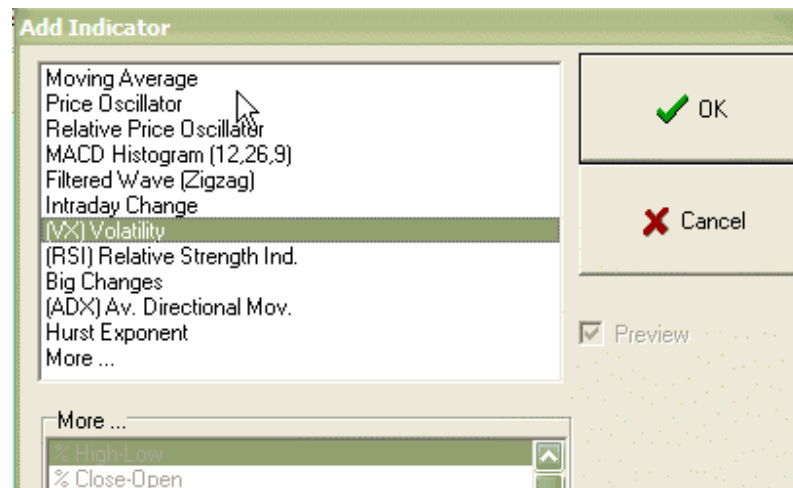 Add Indicator
Moving Average
Price Oscillator
Relative Price Oscillator
MACD Histogram (12,26,9)
Filtered Wave (Zigzag)
Intraday Change
(VX) Volatility
(RSI) Relative Strength Ind.
Big Changes
(ADX) Av. Directional Mov.
Hurst Exponent
More ...
OK
Cancel
Preview
More ...
% High-Low
% Close-Open